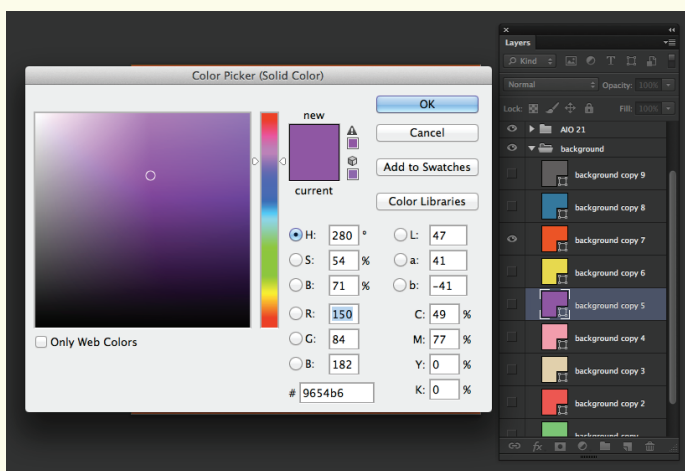 Color Picker (Solid Color)
new
current
OK
Cancel
Add to Swatches
Color Libraries
H: 280 °
L: 47
S: 54 %
a: 41
B: 71 %
b: -41
R: 150
C: 49 %
G: 84
M: 77 %
B: 182
Y: 0 %
# 9654b6
K: 0 %
Only Web Colors
Layers
Kind
Normal
Opacity: 100%
Lock:
Fill: 100%
AIO 21
background
background copy 9
background copy 8
background copy 7
background copy 6
background copy 5
background copy 4
background copy 3
background copy 2
background copy
fx